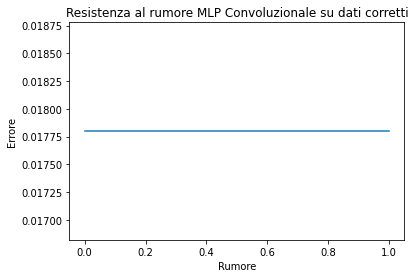 Resistenza al rumore MLP Convoluzionale su dati corretti
0.01875
0.01850
0.01825
0.01800
0.01775
0.01750
0.01725
0.01700
Errore
0.0 0.2 0.4 0.6 0.8 1.0
Rumore